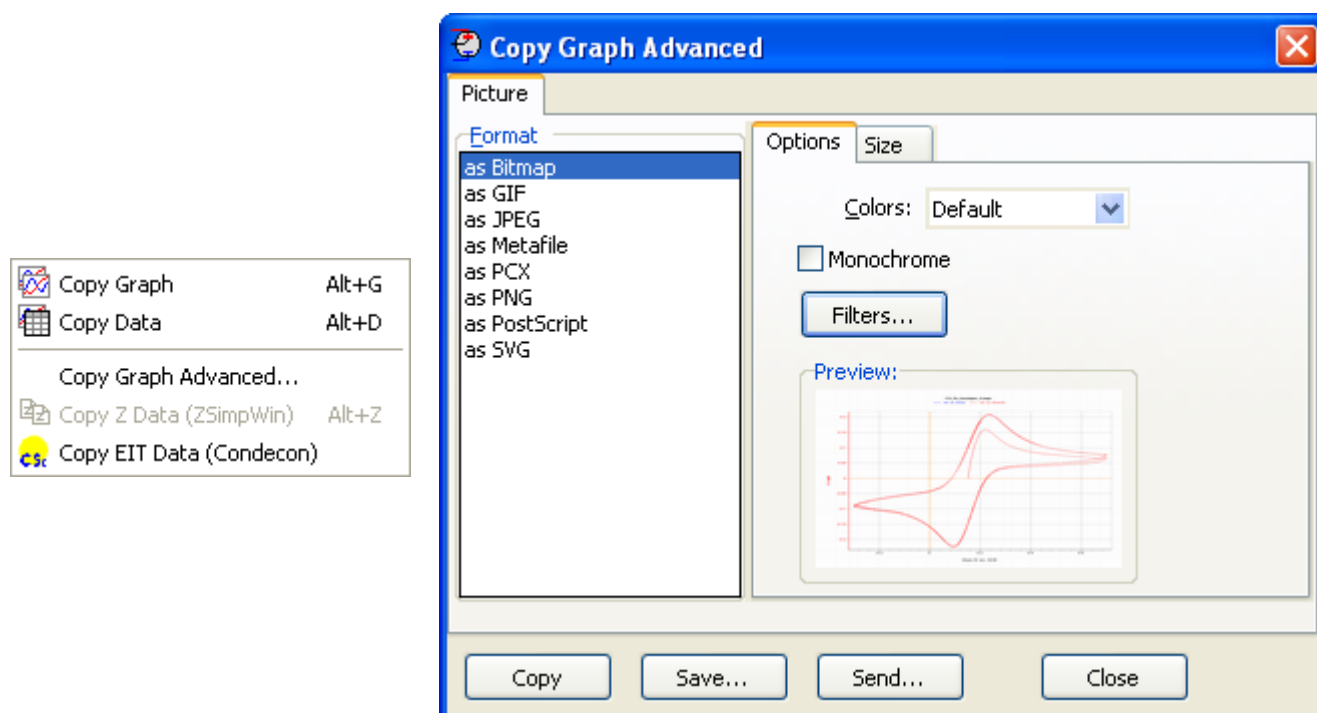 Copy Graph Alt+G
Copy Data Alt+D
Copy Graph Advanced...
Copy Z Data (ZSimpWin) Alt+Z
CSc Copy EIT Data (Condecon)
Copy Graph Advanced
Picture
Format
as Bitmap
as GIF
as JPEG
as Metafile
as PCX
as PNG
as PostScript
as SVG
Options Size
Colors: Default
Monochrome
Filters...
Preview:
Copy Save... Send... Close